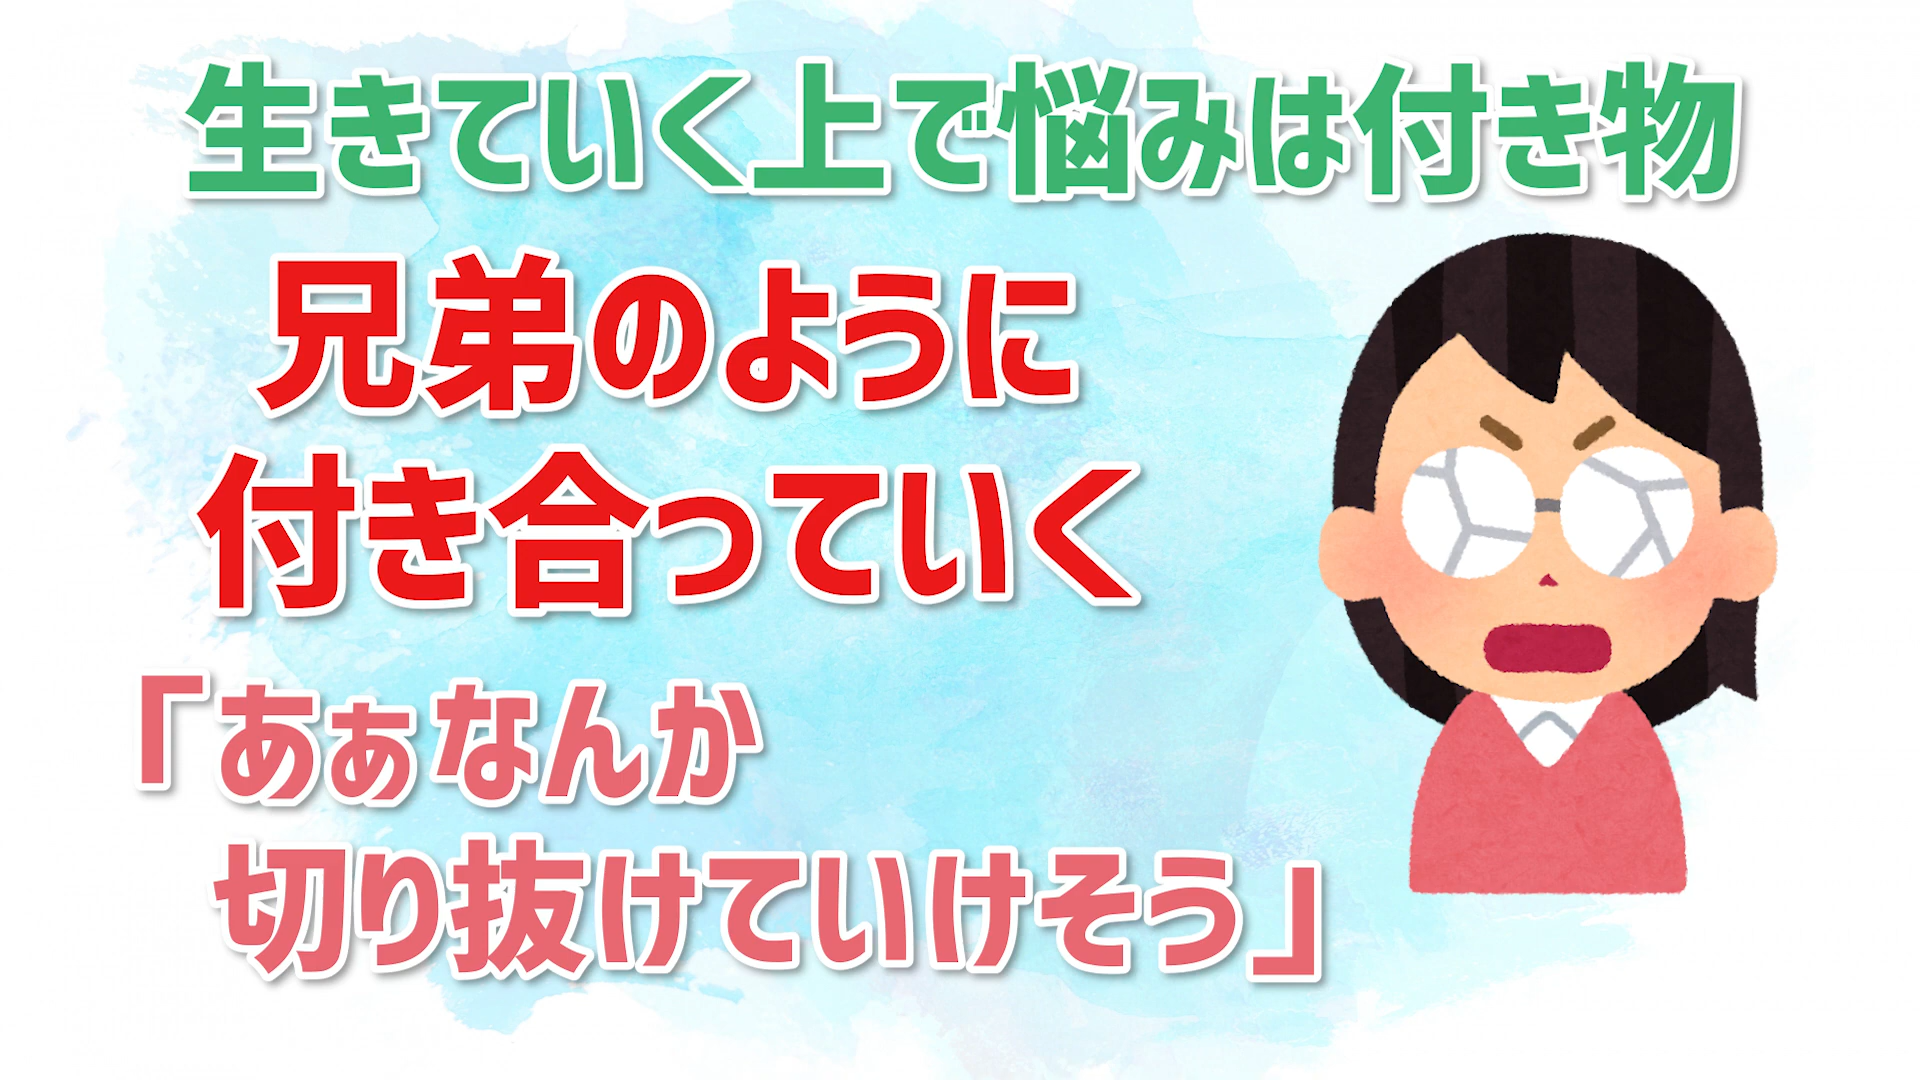 生きていく上で悩みは付き物
兄弟のように
付き合っていく
「あぁなんか
切り抜けていけそう」